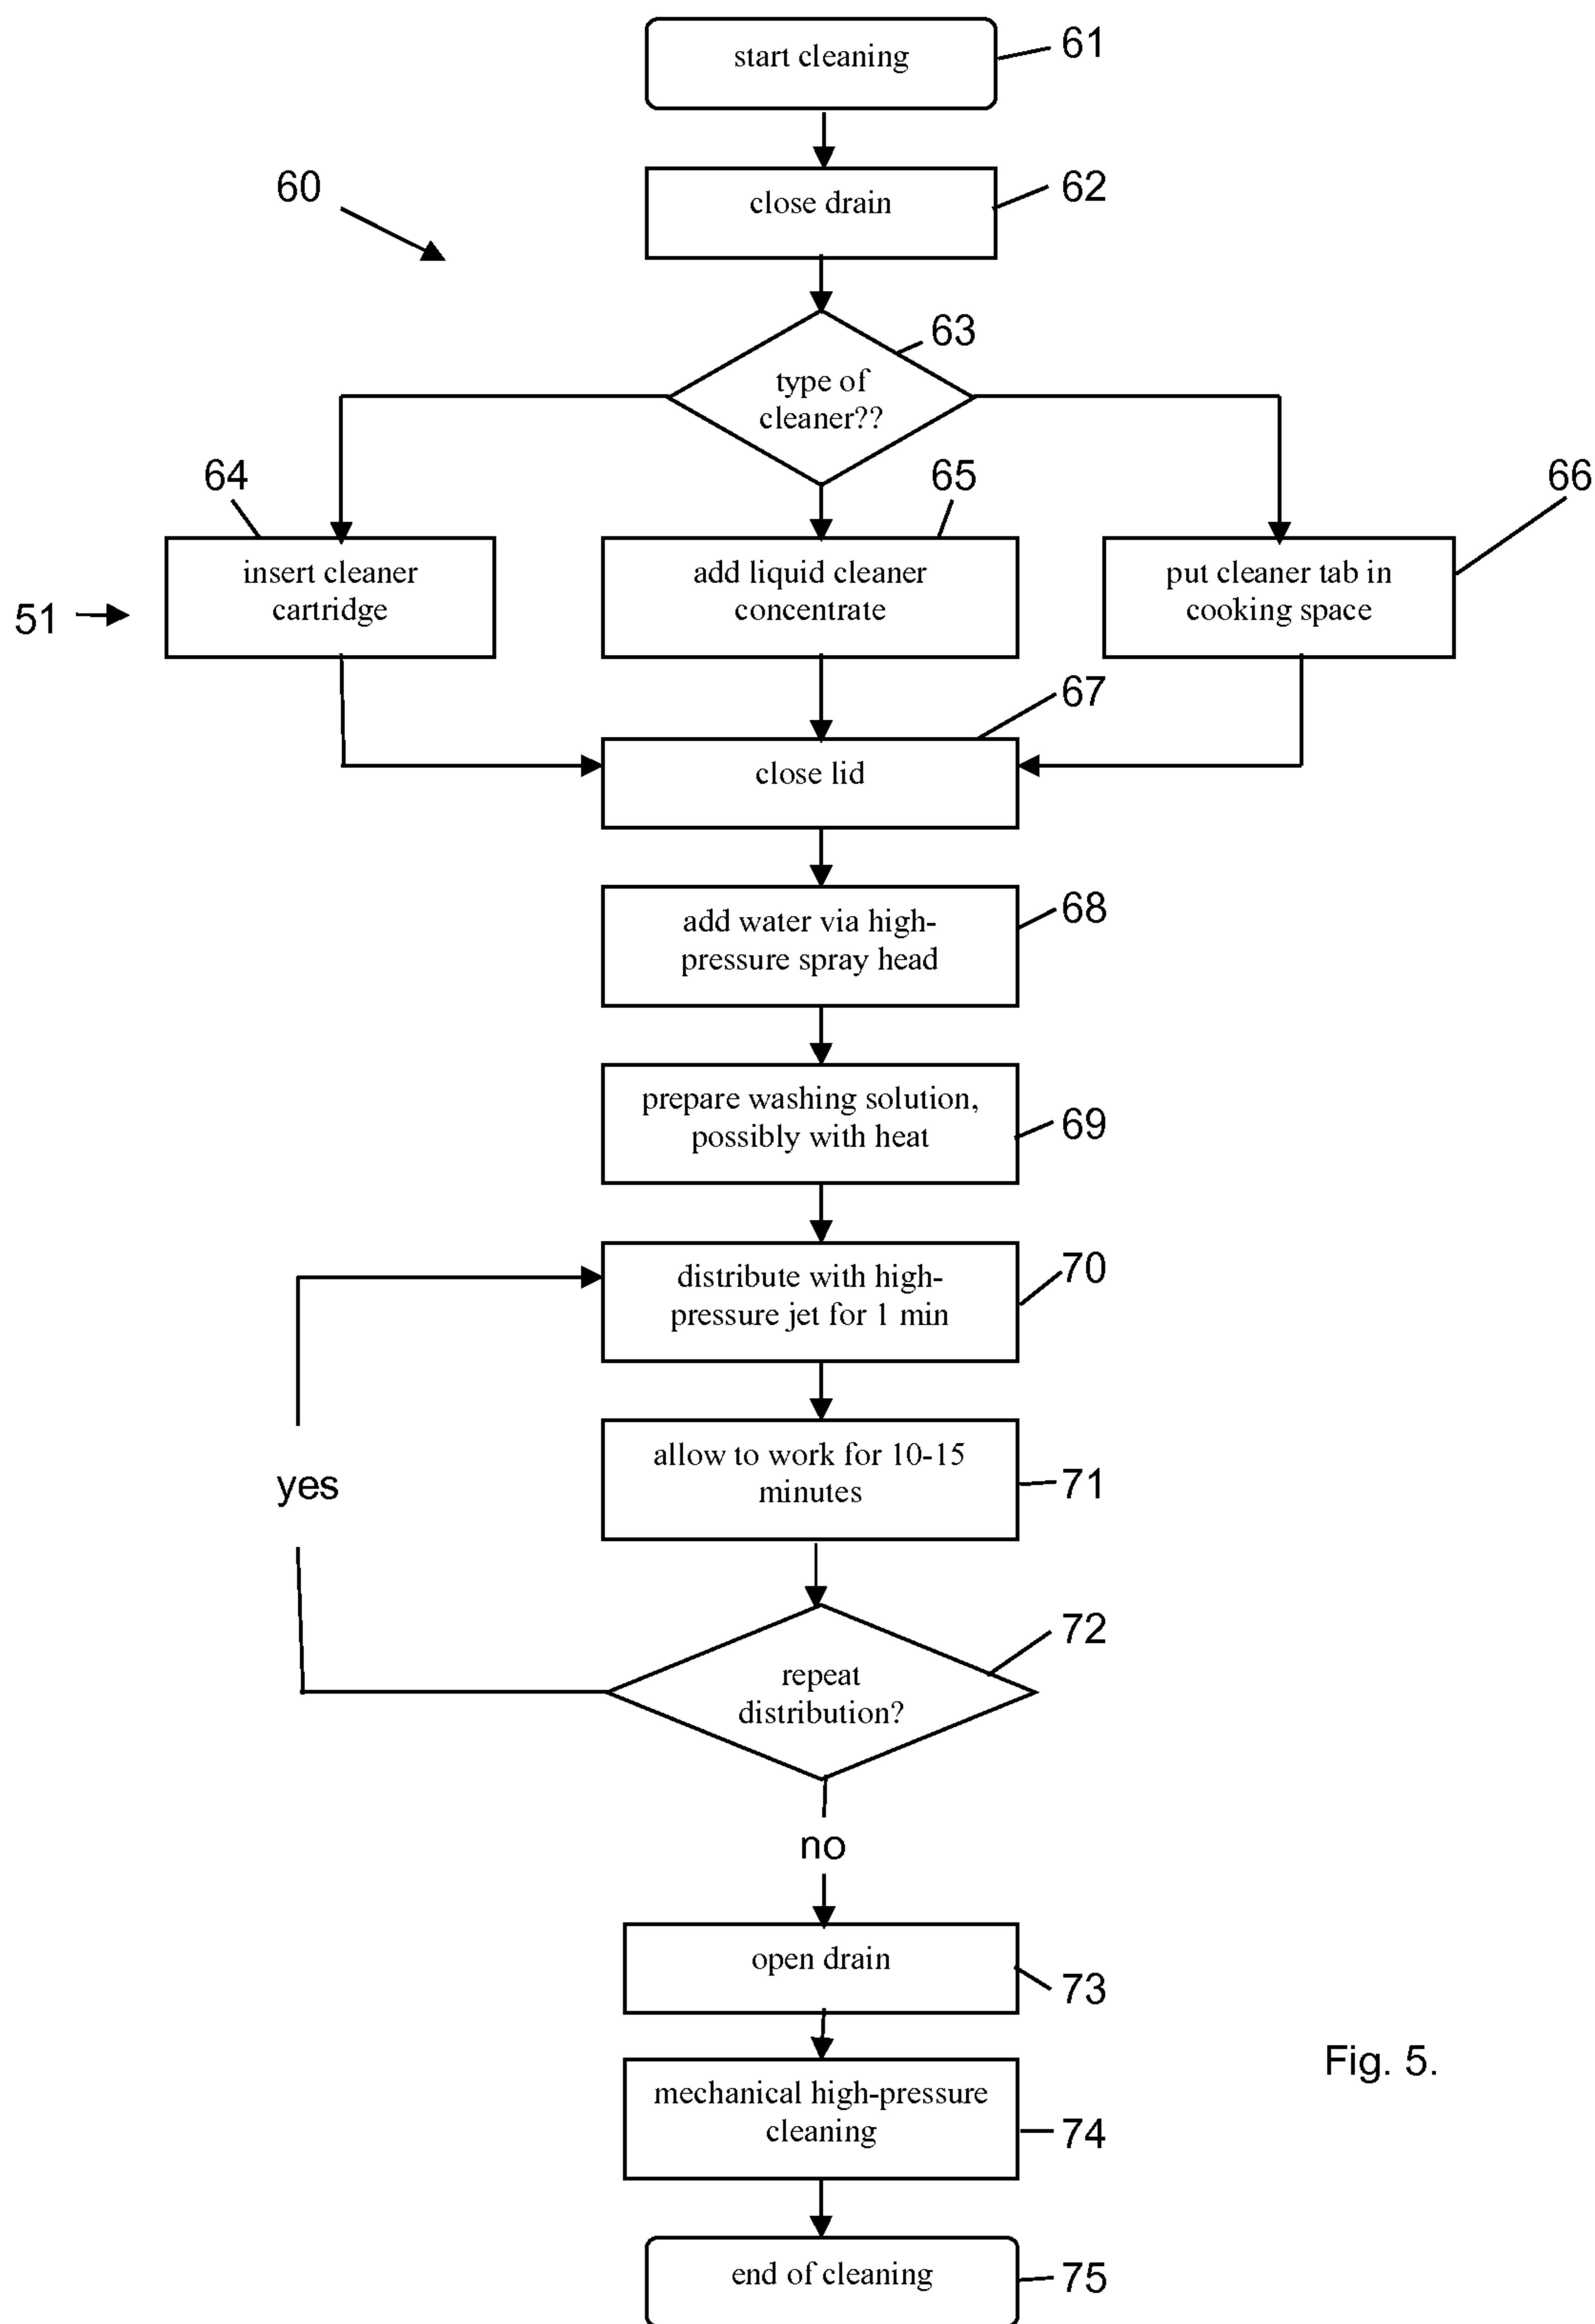 start cleaning
61
60
close drain
62
63
type of
cleaner??
64
65
66
51
insert cleaner
cartridge
add liquid cleaner
concentrate
put cleaner tab in
cooking space
67
close lid
add water via high-
pressure spray head
68
prepare washing solution,
possibly with heat
69
distribute with high-
pressure jet for 1 min
70
allow to work for 10-15
minutes
71
yes
72
repeat
distribution?
no
open drain
73
mechanical high-pressure
cleaning
74
Fig. 5.
end of cleaning
75